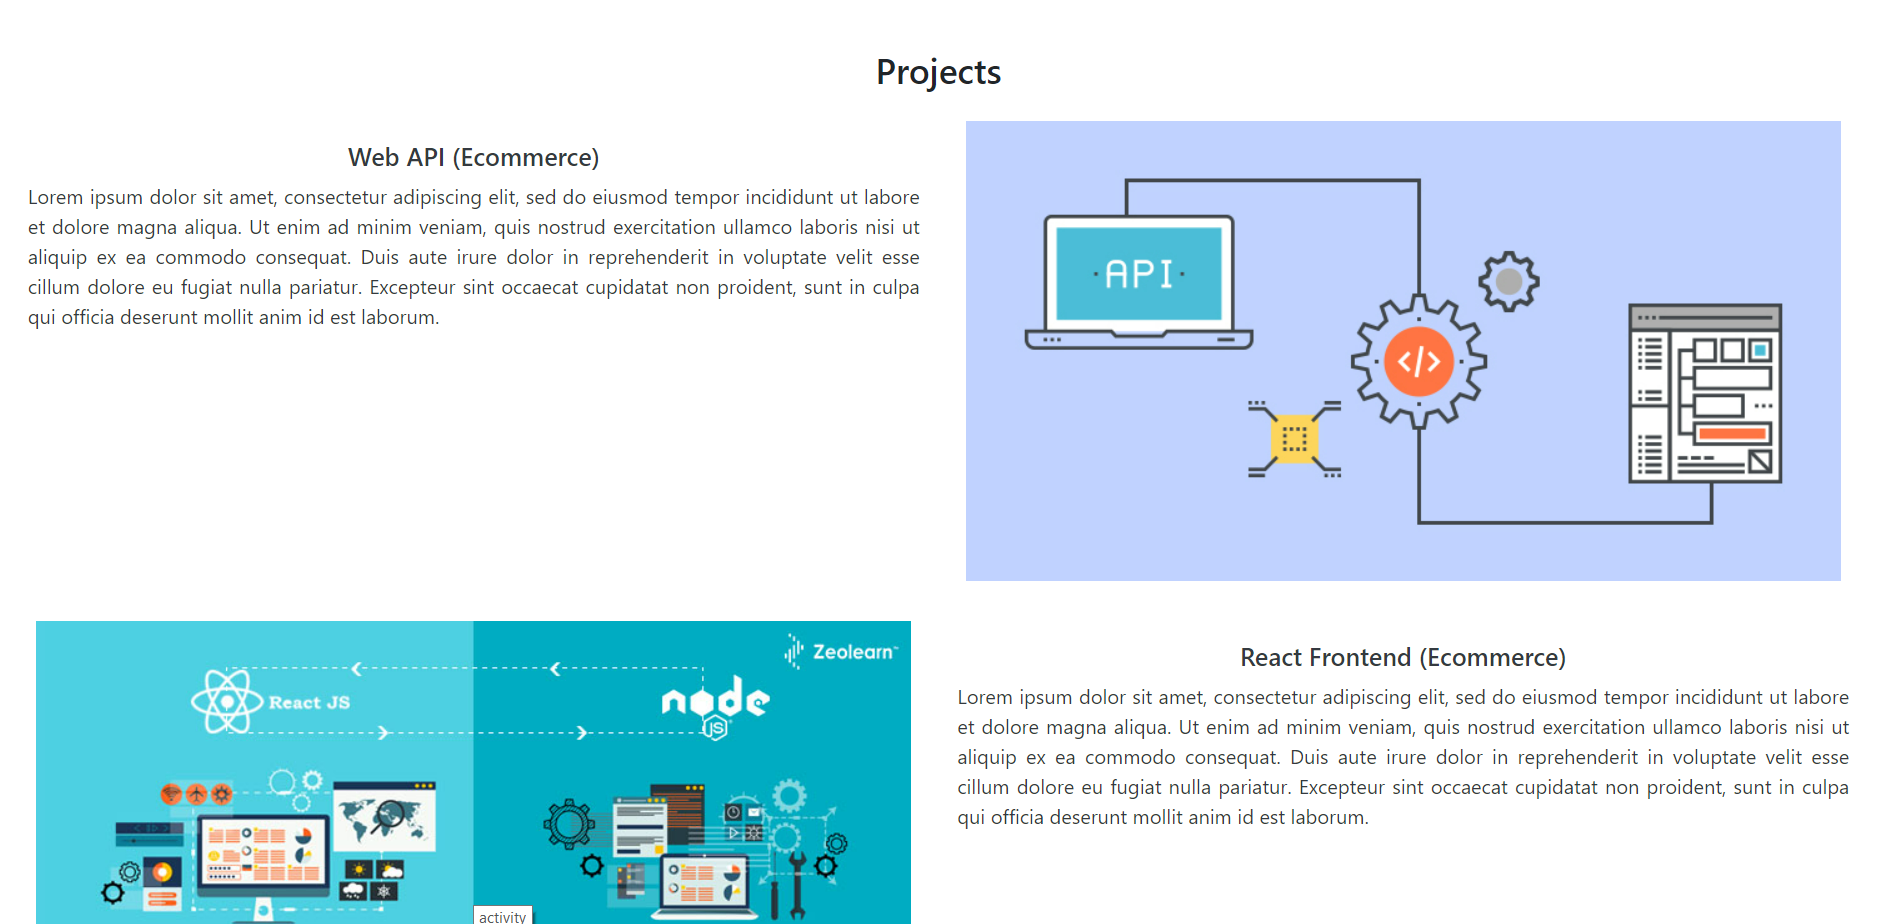 Projects
Web API (Ecommerce)
Lorem ipsum dolor sit amet, consectetur adipiscing elit, sed do eiusmod tempor incididunt ut labore
et dolore magna aliqua. Ut enim ad minim veniam, quis nostrud exercitation ullamco laboris nisi ut
aliquip ex ea commodo consequat. Duis aute irure dolor in reprehenderit in voluptate velit esse
cillum dolore eu fugiat nulla pariatur. Excepteur sint occaecat cupidatat non proident, sunt in culpa
qui officia deserunt mollit anim id est laborum.
· API ·
</>
Zeolearn™
React JS
node
JS
React Frontend (Ecommerce)
Lorem ipsum dolor sit amet, consectetur adipiscing elit, sed do eiusmod tempor incididunt ut labore
et dolore magna aliqua. Ut enim ad minim veniam, quis nostrud exercitation ullamco laboris nisi ut
aliquip ex ea commodo consequat. Duis aute irure dolor in reprehenderit in voluptate velit esse
cillum dolore eu fugiat nulla pariatur. Excepteur sint occaecat cupidatat non proident, sunt in culpa
qui officia deserunt mollit anim id est laborum.
activity